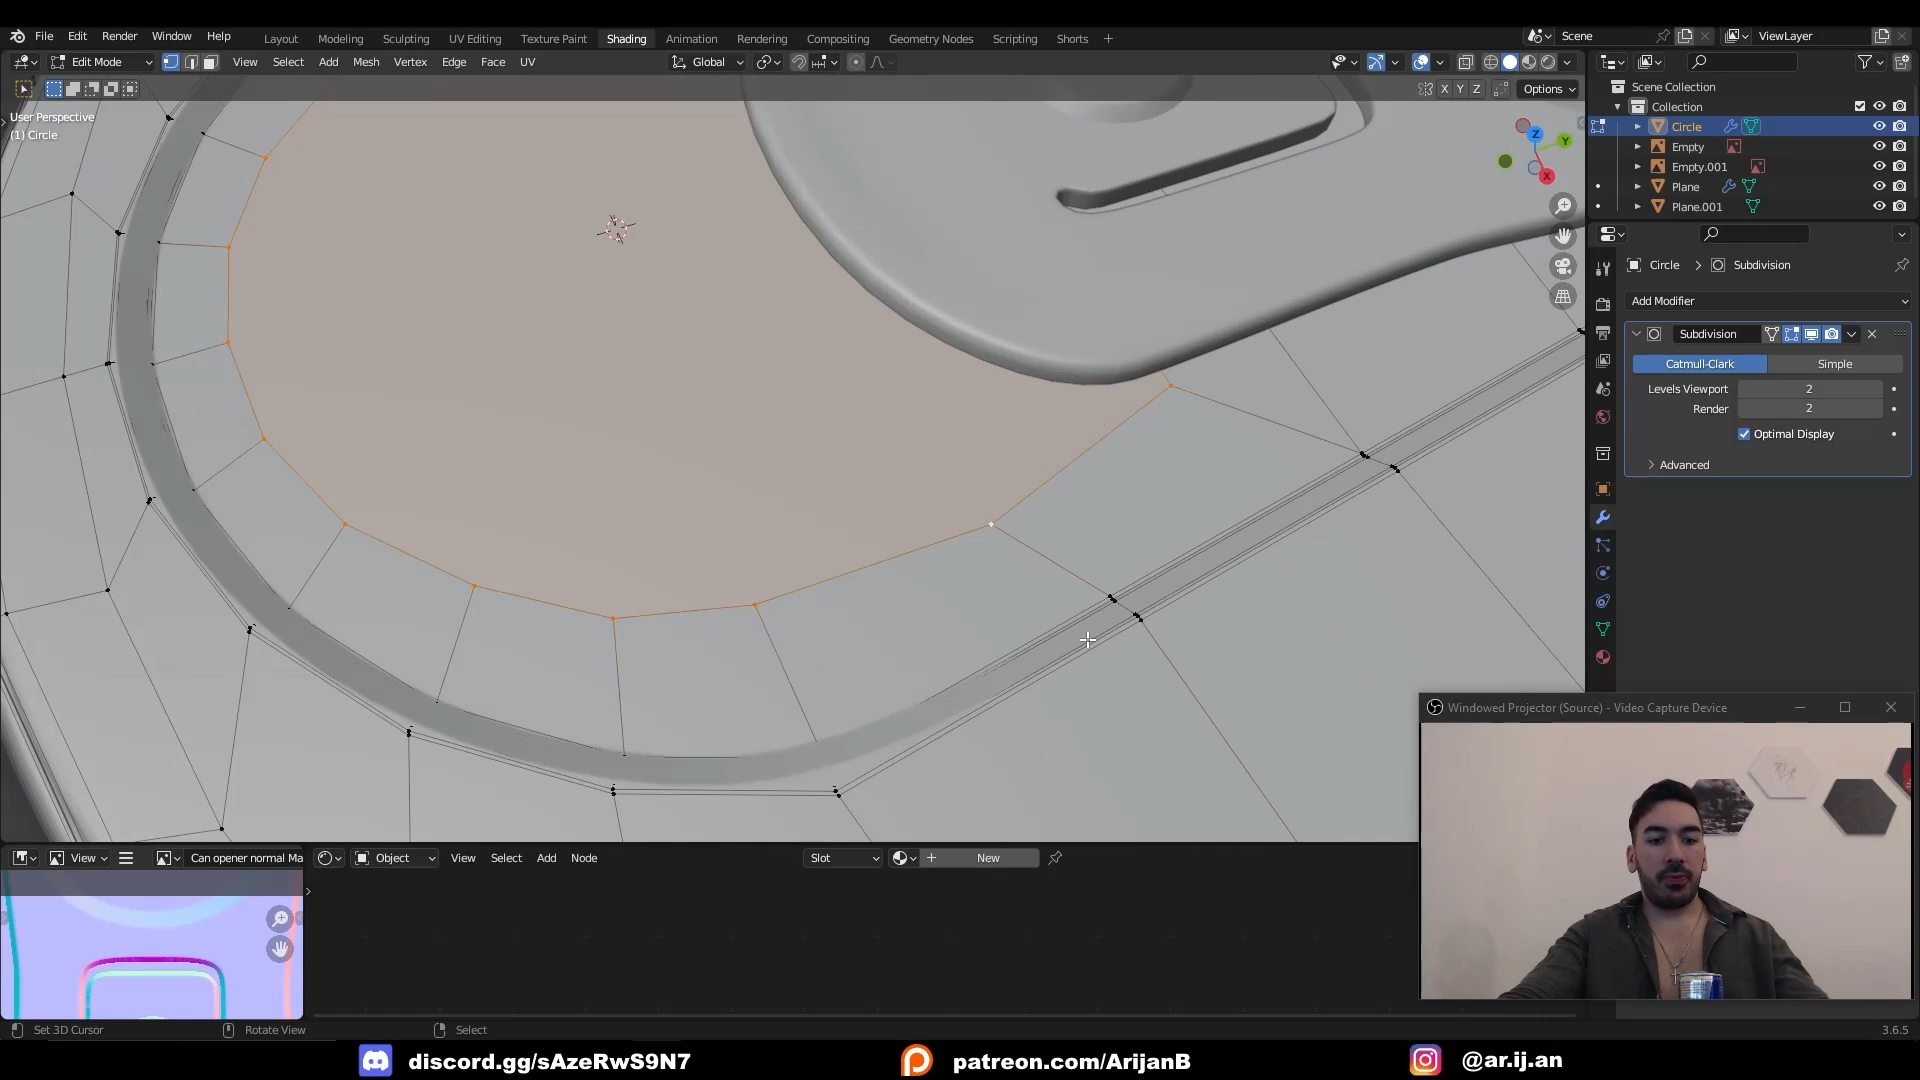 File Edit Render Window Help
Layout Modeling Sculpting UV Editing Texture Paint Shading Animation Rendering Compositing Geometry Nodes Scripting Shorts +
Scene
ViewLayer
Edit Mode View Select Add Mesh Vertex Edge Face UV
Global
X Y Z
Options
User Perspective
(1) Circle
Z
Y
X
Scene Collection
Collection
Circle
Empty
Empty.001
Plane
Plane.001
Circle > Subdivision
Add Modifier
Subdivision
Catmull-Clark Simple
Levels Viewport 2
Render 2
Optimal Display
Advanced
Windowed Projector (Source) - Video Capture Device
View Can opener normal Ma
Object View Select Add Node
Slot
New
Set 3D Cursor
Rotate View
Select
3.6.5
discord.gg/sAzeRwS9N7
patreon.com/ArijanB
@ar.ij.an